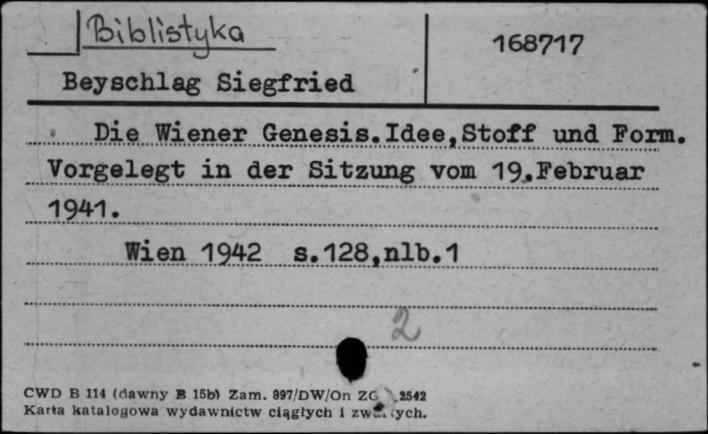 Biblistyka
168717
Beyschlag Siegfried
Die Wiener Genesis.Idee,Stoff und Form.
Vorgelegt in der Sitzung vom 19.Februar
1941.
Wien 1942 s.128,nlb.1
2
CWD B 114 (dawny B 15b) Zam. 897/DW/On ZG 2542
Karta katalogowa wydawnictw ciągłych i